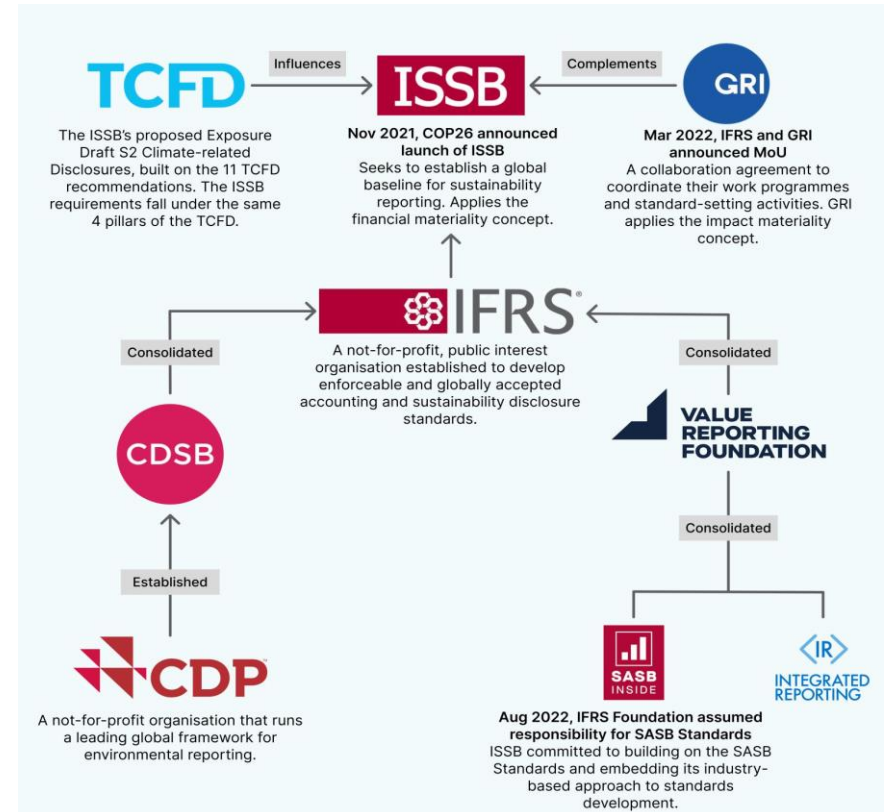 TCFD
Influences
ISSB
Complements
GRI
The ISSB's proposed Exposure
Draft S2 Climate-related
Disclosures, built on the 11 TCFD
recommendations. The ISSB
requirements fall under the same
4 pillars of the TCFD.
Nov 2021, COP26 announced
launch of ISSB
Seeks to establish a global
baseline for sustainability
reporting. Applies the
financial materiality concept.
Mar 2022, IFRS and GRI
announced MoU
A collaboration agreement to
coordinate their work programmes
and standard-setting activities. GRI
applies the impact materiality
concept.
IFRS®
A not-for-profit, public interest
organisation established to develop
enforceable and globally accepted
accounting and sustainability disclosure
standards.
Consolidated
Consolidated
CDSB
VALUE
REPORTING
FOUNDATION
Consolidated
Established
CDP
A not-for-profit organisation that runs
a leading global framework for
environmental reporting.
SASB
INSIDE
<IR>
INTEGRATED
REPORTING
Aug 2022, IFRS Foundation assumed
responsibility for SASB Standards
ISSB committed to building on the SASB
Standards and embedding its industry-
based approach to standards
development.